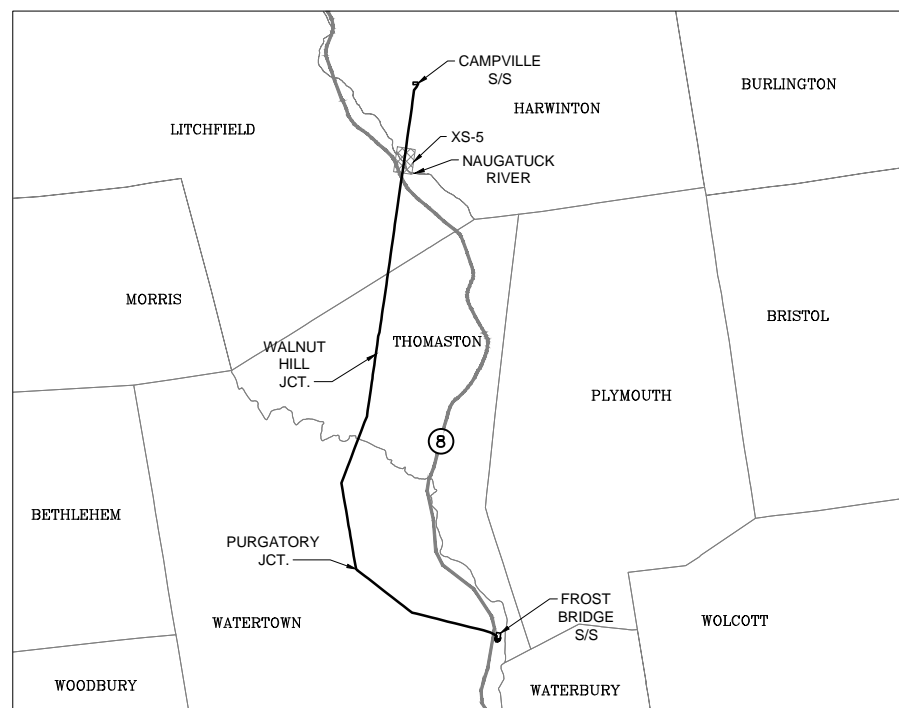 CAMPVILLE
S/S
BURLINGTON
HARWINTON
LITCHFIELD
XS-5
NAUGATUCK
RIVER
MORRIS
BRISTOL
WALNUT
HILL
JCT.
THOMASTON
PLYMOUTH
8
BETHLEHEM
PURGATORY
JCT.
FROST
BRIDGE
S/S
WATERTOWN
WOLCOTT
WOODBURY
WATERBURY